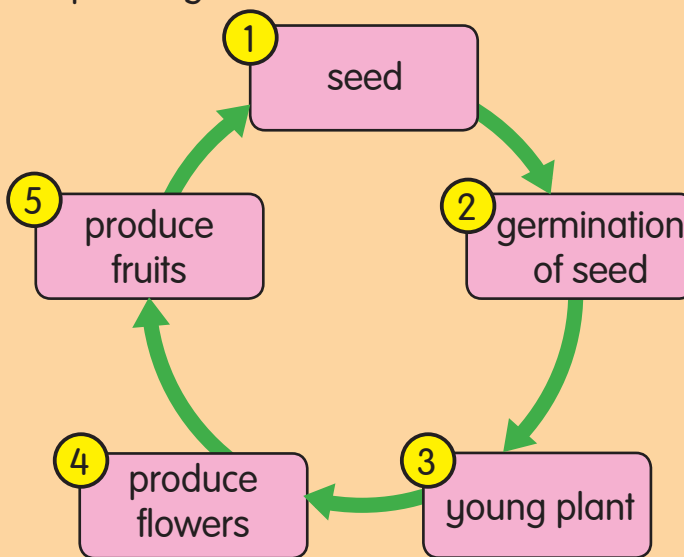 1
seed
2
germination
of seed
3
young plant
4
produce
flowers
5
produce
fruits